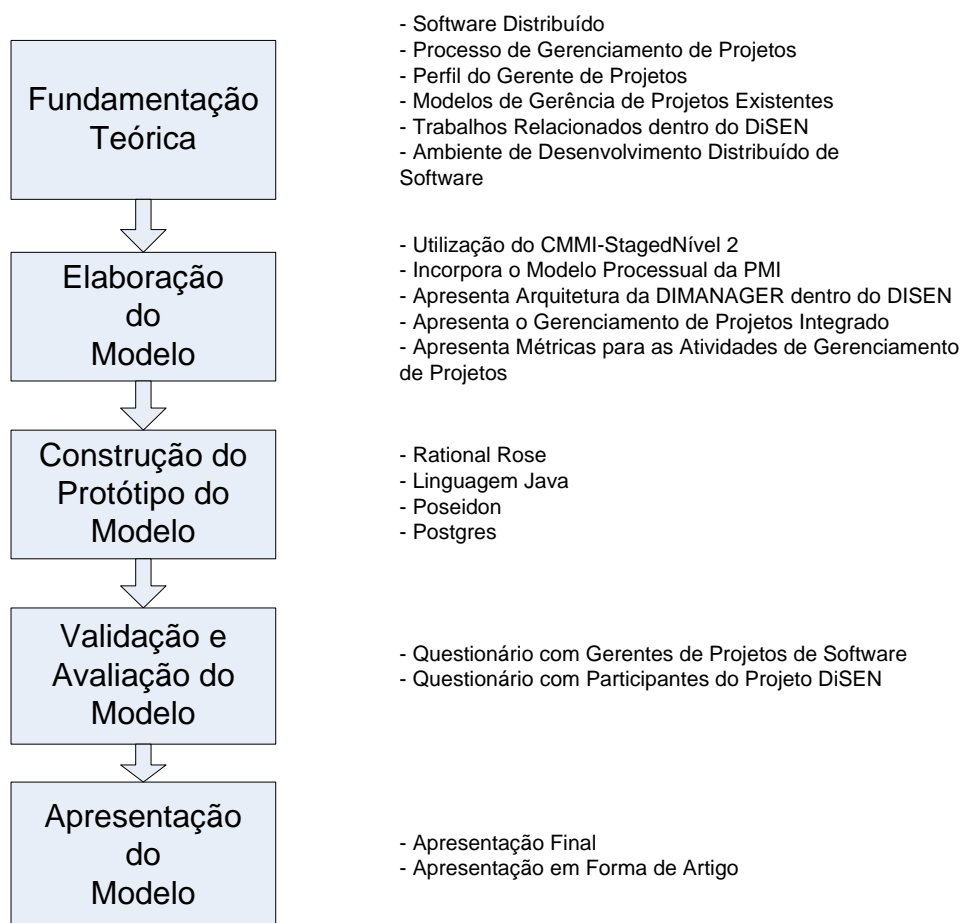 Fundamentação
Teórica
- Software Distribuído
- Processo de Gerenciamento de Projetos
- Perfil do Gerente de Projetos
- Modelos de Gerência de Projetos Existentes
- Trabalhos Relacionados dentro do DiSEN
- Ambiente de Desenvolvimento Distribuído de
Software
Elaboração
do
Modelo
- Utilização do CMMI-StagedNível 2
- Incorpora o Modelo Processual da PMI
- Apresenta Arquitetura da DIMANAGER dentro do DISEN
- Apresenta o Gerenciamento de Projetos Integrado
- Apresenta Métricas para as Atividades de Gerenciamento
de Projetos
Construção do
Protótipo do
Modelo
- Rational Rose
- Linguagem Java
- Poseidon
- Postgres
Validação e
Avaliação do
Modelo
- Questionário com Gerentes de Projetos de Software
- Questionário com Participantes do Projeto DiSEN
Apresentação
do
Modelo
- Apresentação Final
- Apresentação em Forma de Artigo